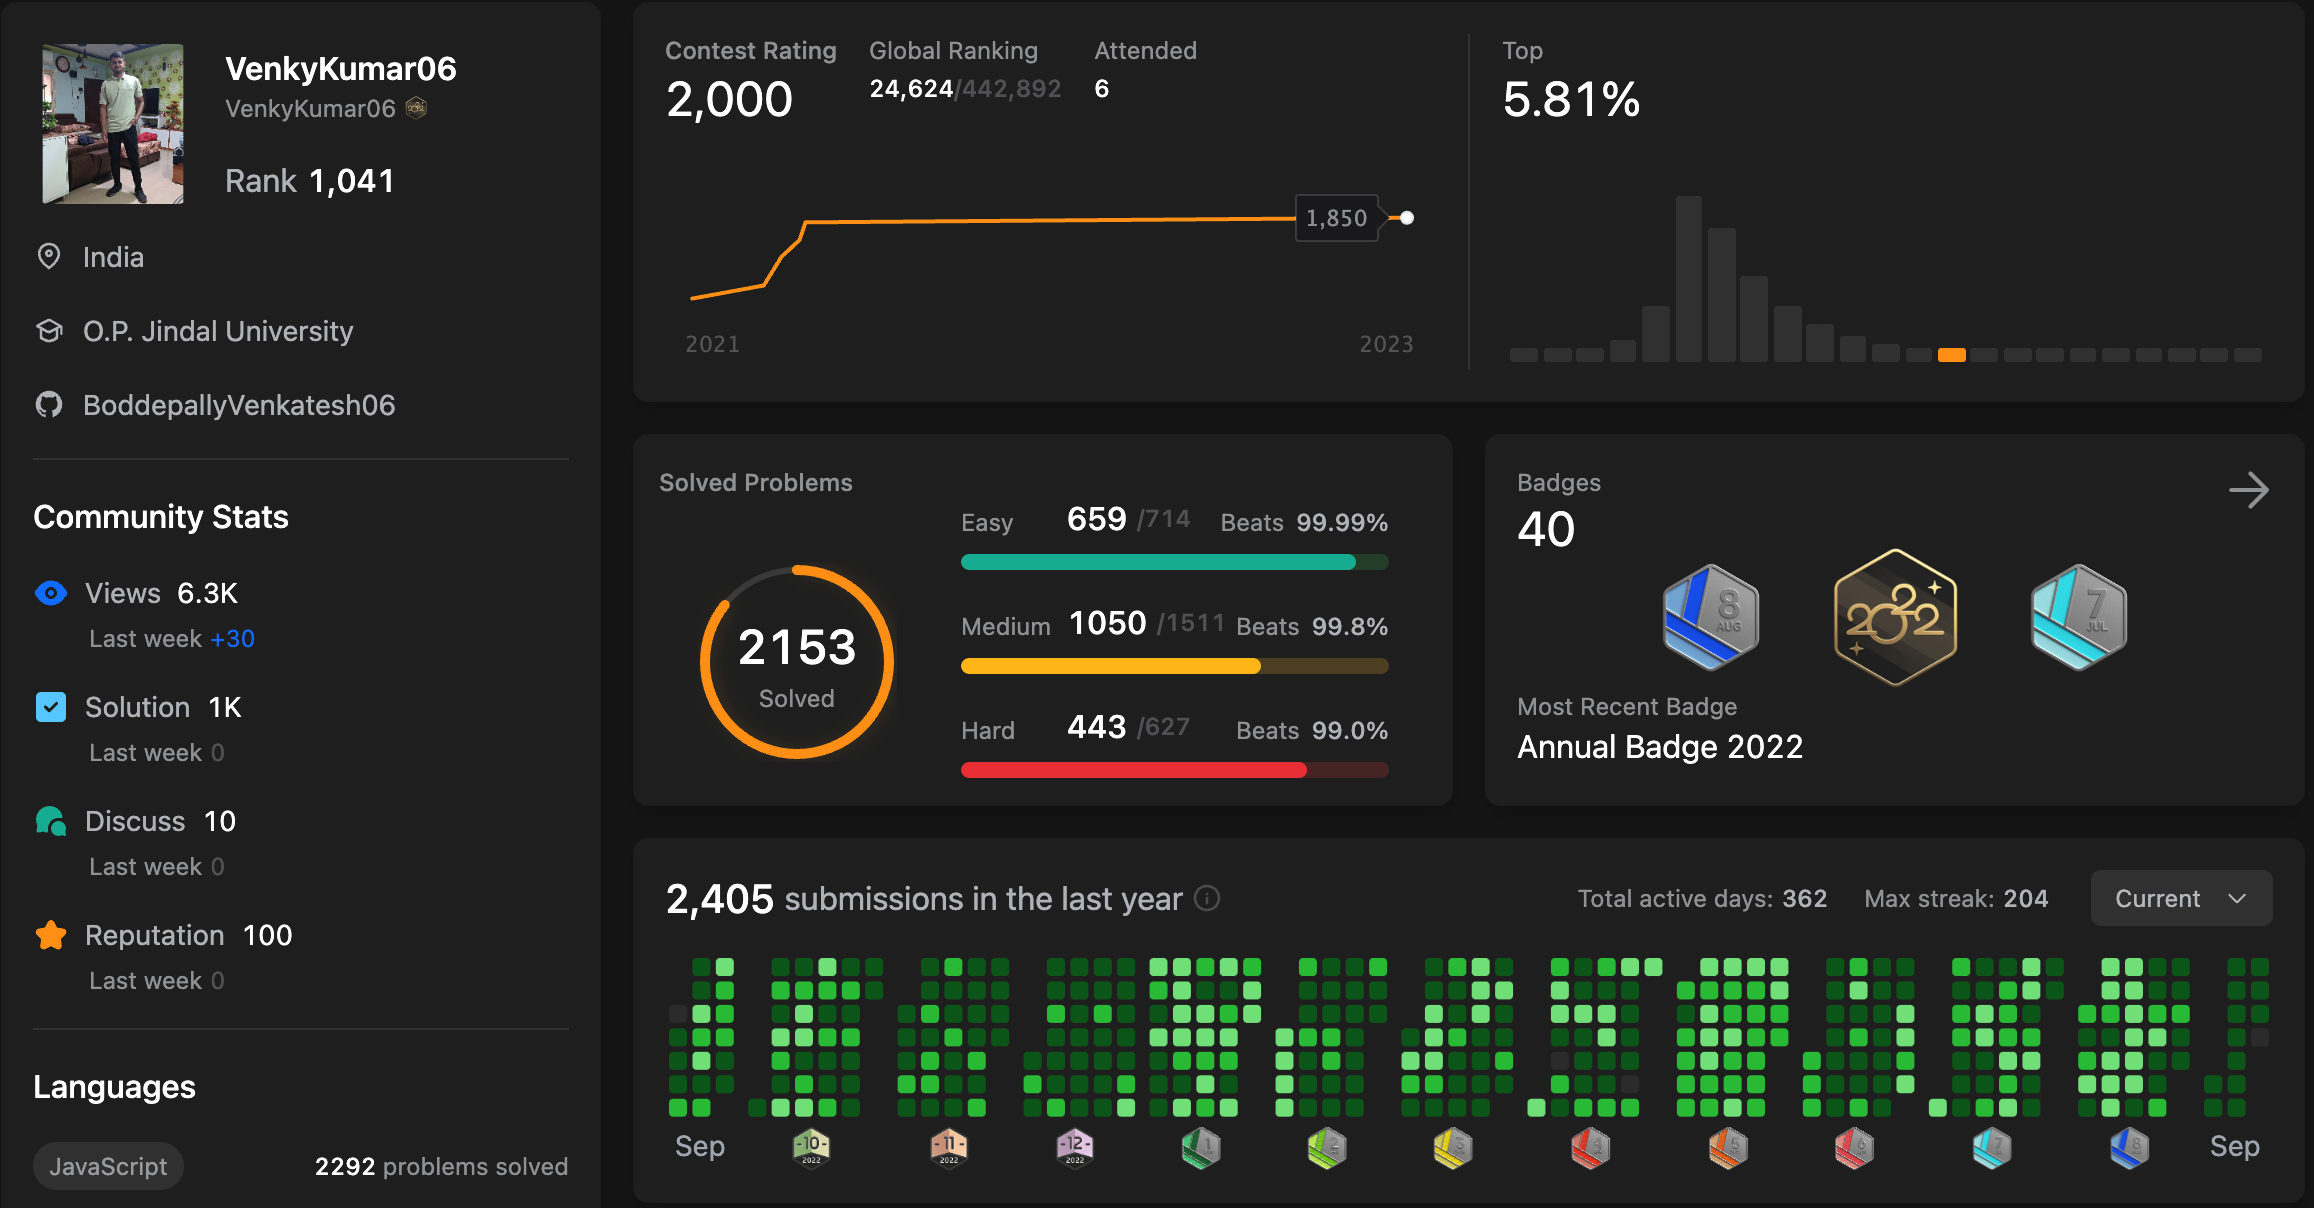 VenkyKumar06
VenkyKumar06
Rank 1,041
India
O.P. Jindal University
BoddepallyVenkatesh06
Community Stats
Views 6.3K
Last week +30
Solution 1K
Last week 0
Discuss 10
Last week 0
Reputation 100
Last week 0
Languages
JavaScript 2292 problems solved
Contest Rating Global Ranking Attended
2,000 24,624/442,892 6
1,850
2021 2023
Top
5.81%
Solved Problems
2153
Solved
Easy 659 /714 Beats 99.99%
Medium 1050 /1511 Beats 99.8%
Hard 443 /627 Beats 99.0%
Badges
40
8
AUG
2022
7
JUL
Most Recent Badge
Annual Badge 2022
2,405 submissions in the last year Total active days: 362 Max streak: 204 Current
Sep -10- 2022 -11- 2022 -12- 2022 1 2 3 4 5 6 7 8 Sep